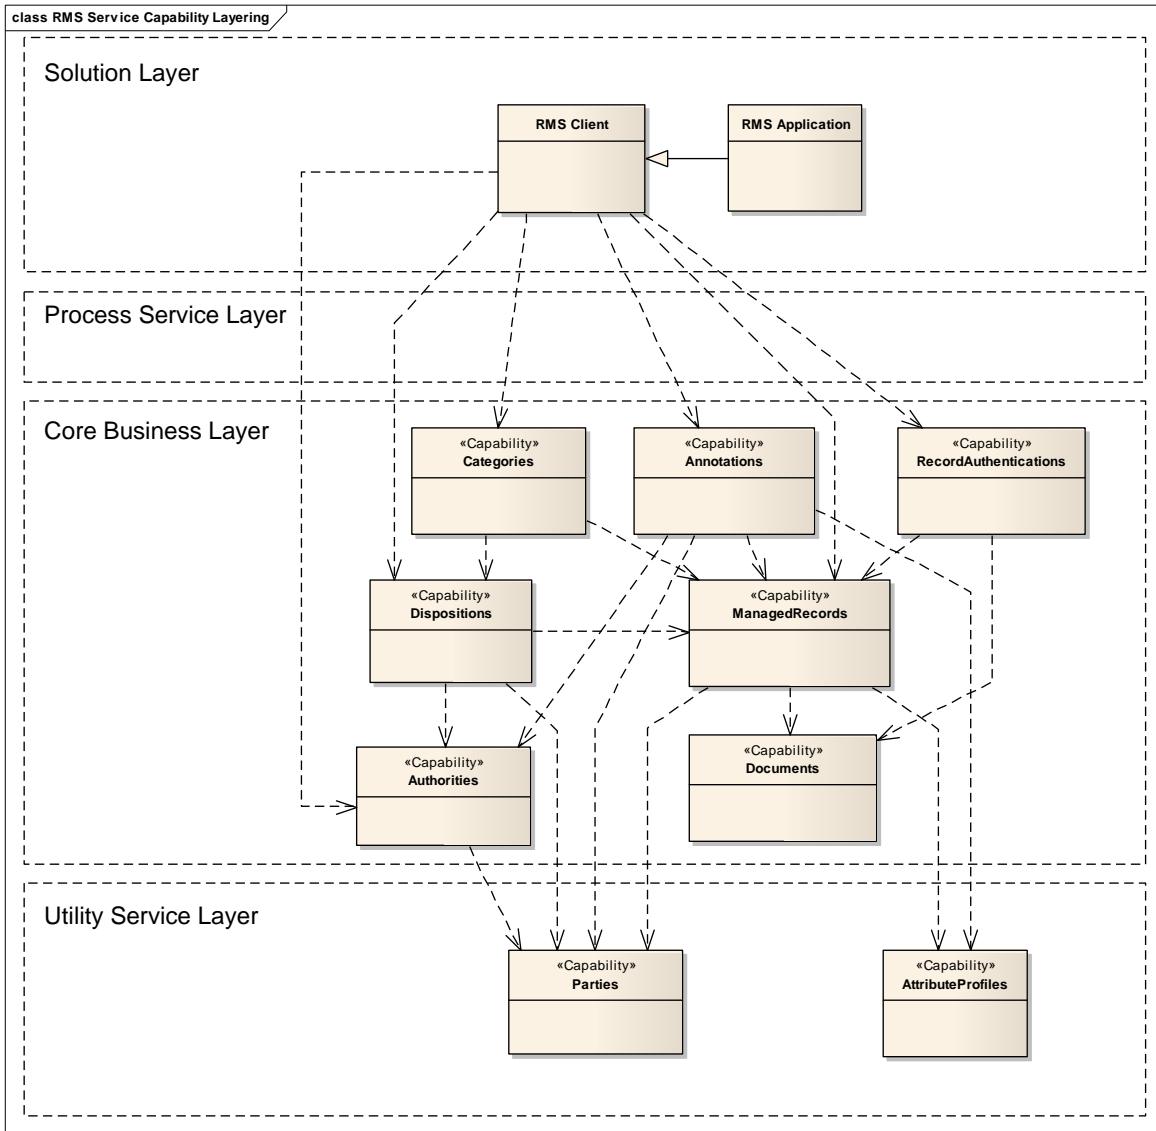 class RMS Service Capability Layering
Solution Layer
RMS Client
RMS Application
Process Service Layer
Core Business Layer
«Capability»
Categories
«Capability»
Annotations
«Capability»
RecordAuthentications
«Capability»
Dispositions
«Capability»
ManagedRecords
«Capability»
Authorities
«Capability»
Documents
Utility Service Layer
«Capability»
Parties
«Capability»
AttributeProfiles